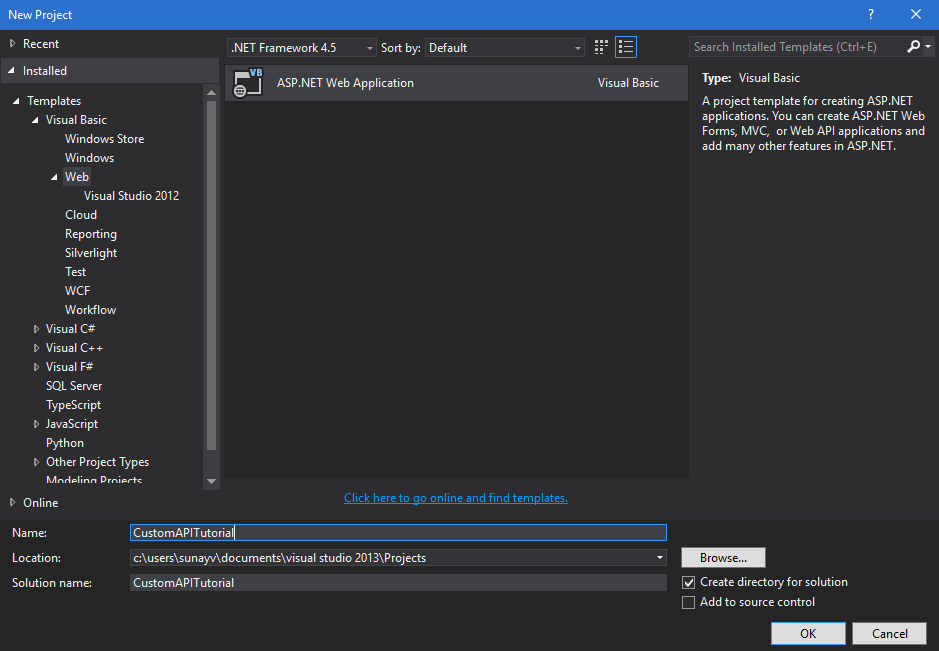 New Project
?
Recent
.NET Framework 4.5
Sort by:
Default
Search Installed Templates (Ctrl+E)
Installed
Templates
Visual Basic
Windows Store
Windows
Web
Visual Studio 2012
Cloud
Reporting
Silverlight
Test
WCF
Workflow
Visual C#
Visual C++
Visual F#
SQL Server
TypeScript
JavaScript
Python
Other Project Types
Modeling Projects
Online
VB
ASP.NET Web Application
Visual Basic
Type: Visual Basic
A project template for creating ASP.NET
applications. You can create ASP.NET Web
Forms, MVC, or Web API applications and
add many other features in ASP.NET.
Click here to go online and find templates.
Name:
CustomAPITutorial
Location:
c:\users\sunayv\documents\visual studio 2013\Projects
Browse...
Solution name:
CustomAPITutorial
Create directory for solution
Add to source control
OK
Cancel